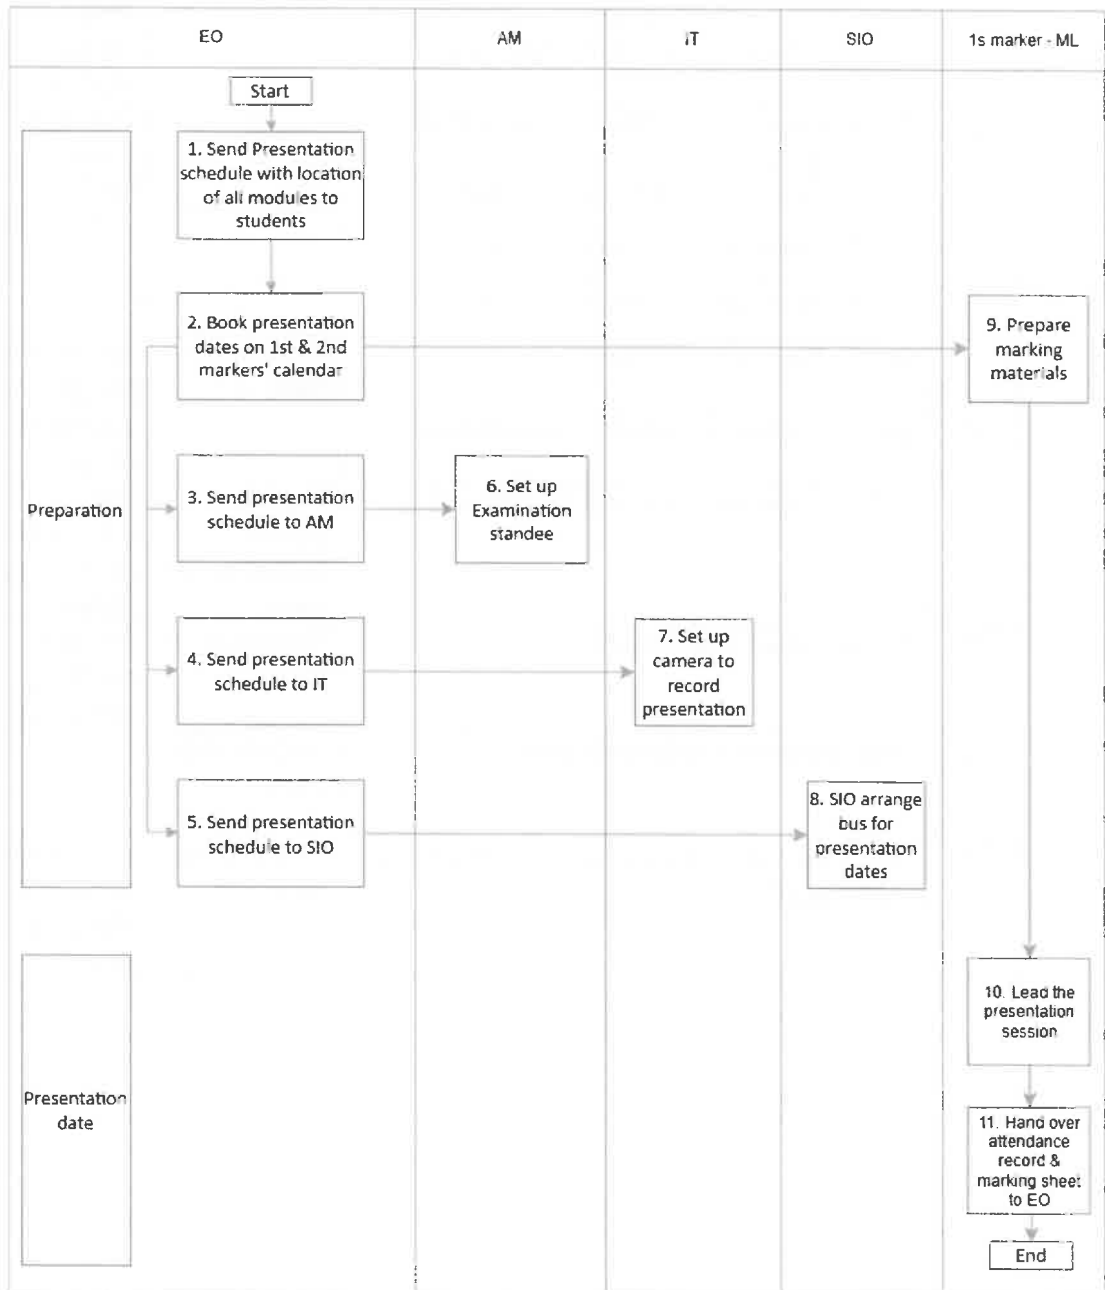 EO
AM
IT
SIO
1s marker - ML
Start
1. Send Presentation
schedule with location
of all modules to
students
2. Book presentation
dates on 1st & 2nd
markers' calendar
9. Prepare
marking
materials
Preparation
3. Send presentation
schedule to AM
6. Set up
Examination
standee
4. Send presentation
schedule to IT
7. Set up
camera to
record
presentation
5. Send presentation
schedule to SIO
8. SIO arrange
bus for
presentation
dates
Presentation
date
10. Lead the
presentation
session
11. Hand over
attendance
record &
marking sheet
to EO
End